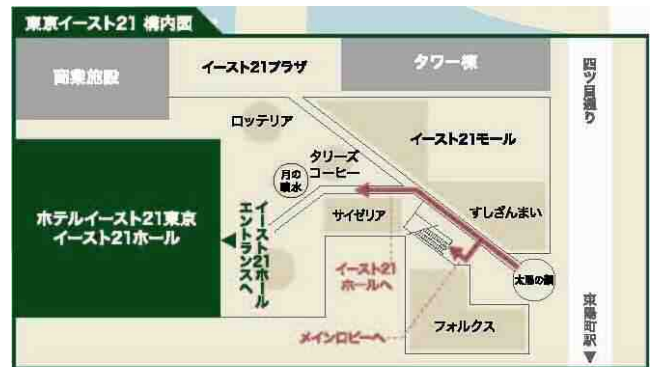 東京イースト21 構内図
商業施設
イースト21プラザ
タワー棟
四ツ目通り
ロッテリア
イースト21モール
タリーズ
コーヒー
月の
噴水
すしざんまい
サイゼリア
ホテルイースト21東京
イースト21ホール
イースト21ホール
エントランスへ
イースト21
ホールへ
太陽の
メインロビーへ
フォルクス
東陽町駅